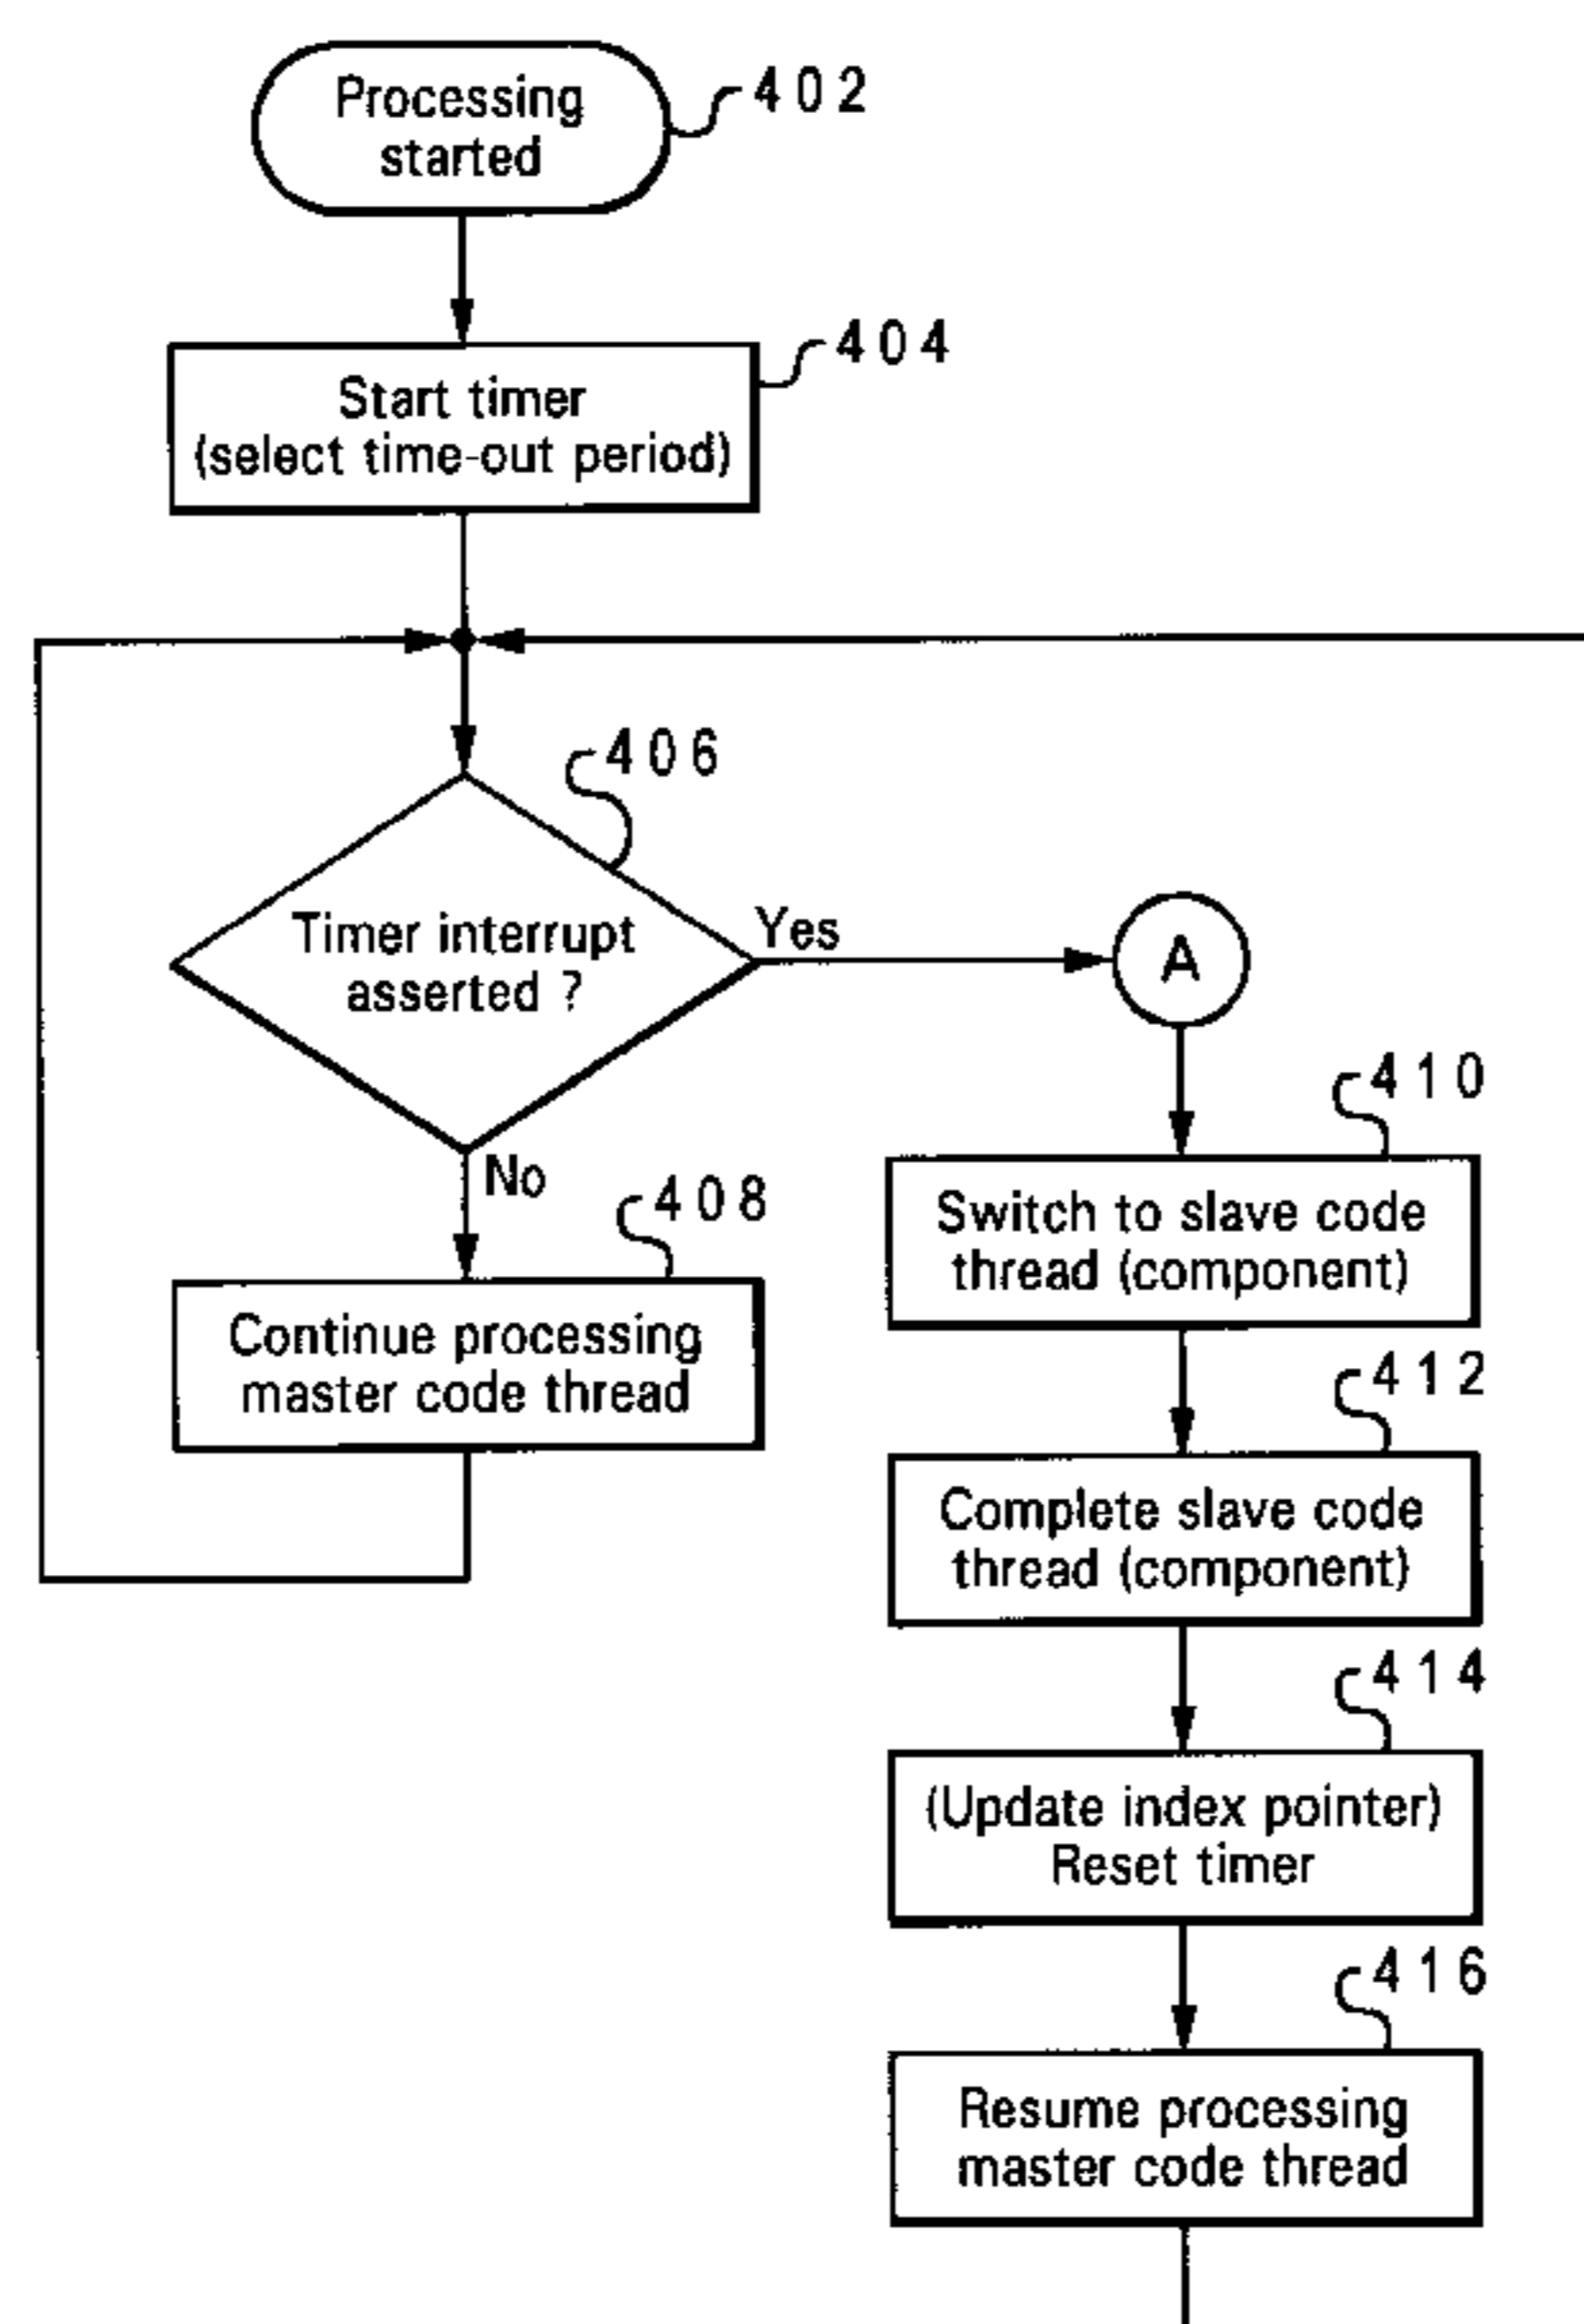 Processing
started
402
Start timer
(select time-out period)
404
406
Timer interrupt
asserted ?
Yes
A
No
408
Continue processing
master code thread
410
Switch to slave code
thread (component)
412
Complete slave code
thread (component)
414
(Update index pointer)
Reset timer
416
Resume processing
master code thread